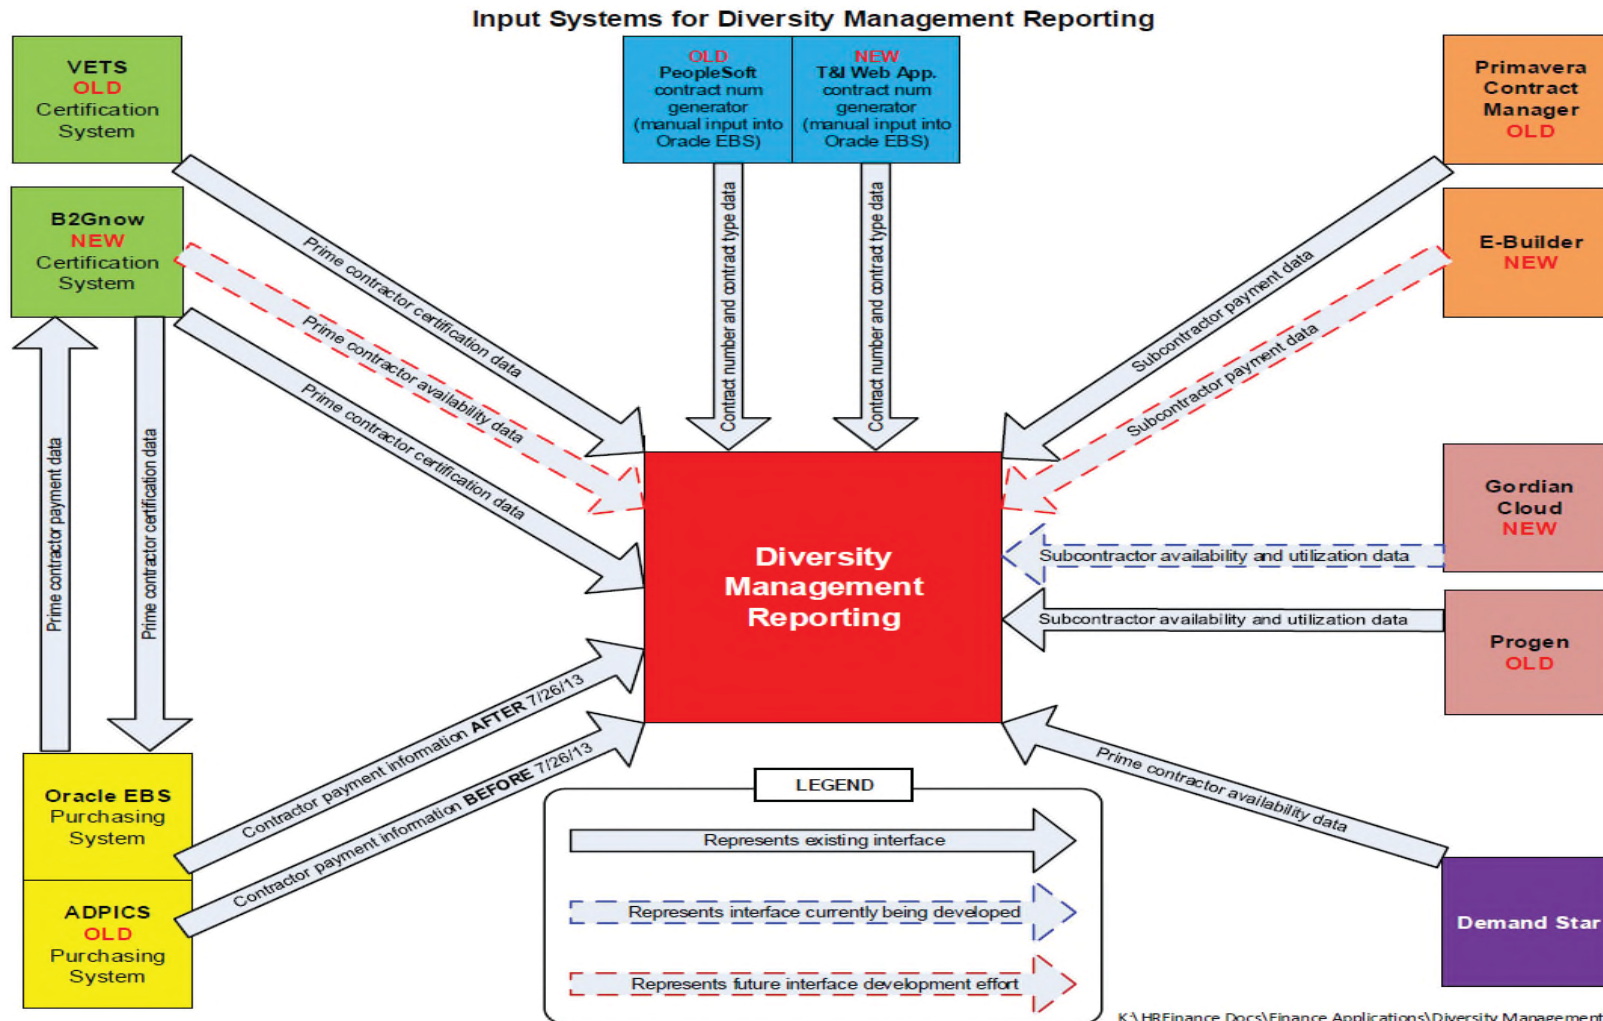 Input Systems for Diversity Management Reporting
VETS
OLD
Certification
System
OLD
PeopleSoft
contract num
generator
(manual input into
Oracle EBS)
NEW
T&I Web App.
contract num
generator
(manual input into
Oracle EBS)
Primavera
Contract
Manager
OLD
B2Gnow
NEW
Certification
System
E-Builder
NEW
Prime contractor certification data
Prime contractor availability data
Prime contractor certification data
Contract number and contract type data
Contract number and contract type data
Subcontractor payment data
Subcontractor payment data
Prime contractor payment data
Prime contractor certification data
Gordian
Cloud
NEW
Subcontractor availability and utilization data
Diversity
Management
Reporting
Subcontractor availability and utilization data
Progen
OLD
Contractor payment information AFTER 7/26/13
Contractor payment information BEFORE 7/26/13
Prime contractor availability data
Oracle EBS
Purchasing
System
ADPICS
OLD
Purchasing
System
LEGEND
Represents existing interface
Represents interface currently being developed
Represents future interface development effort
Demand Star
K:\HRFinance Docs\Finance Applications\Diversity Management